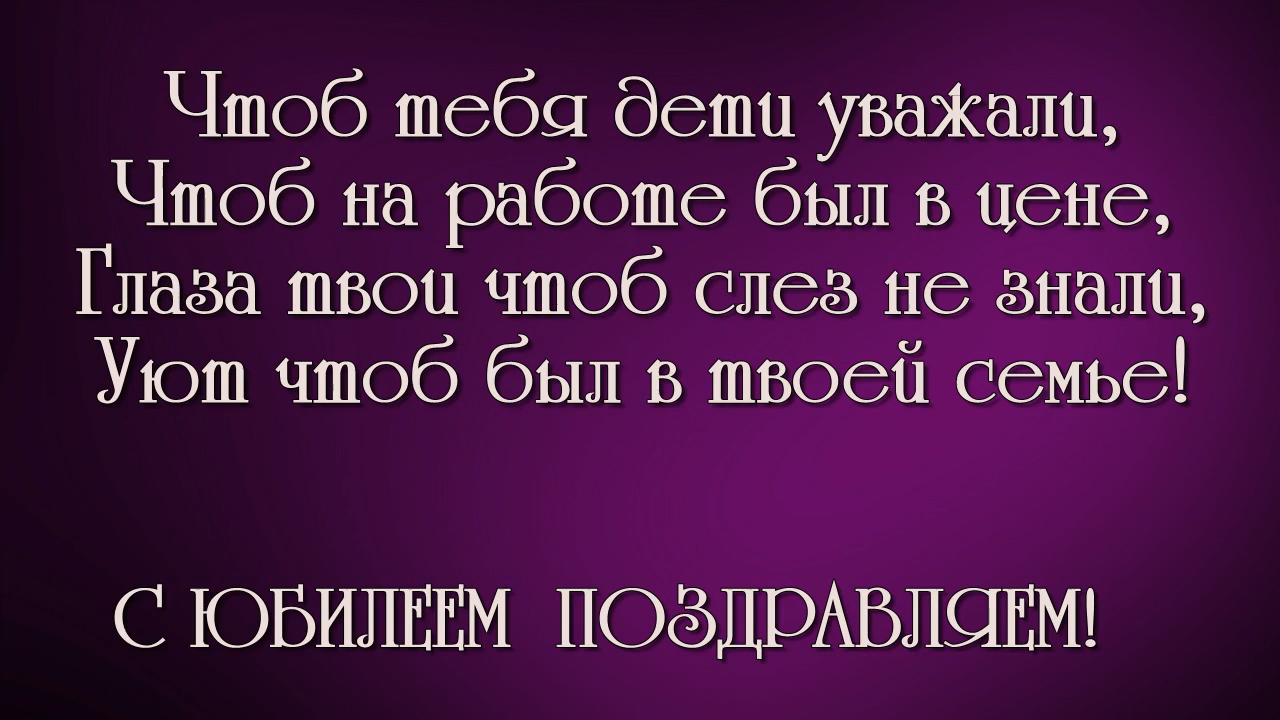 Чтоб тебя дети уважали,
Чтоб на работе был в цене,
Глаза твои чтоб слез не знали,
Уют чтоб был в твоей семье!
С ЮБИЛЕЕМ ПОЗДРАВЛЯЕМ!